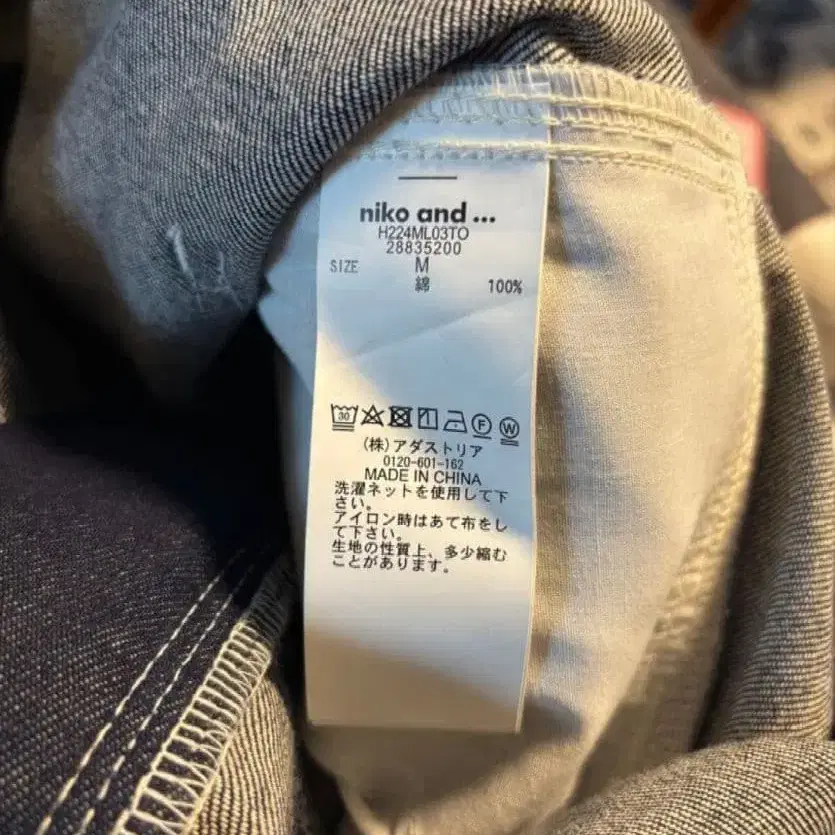 niko and ...
H224ML03TO
28835200
SIZE M
綿 100%
30 F W
(株)アダストリア
0120-601-162
MADE IN CHINA
洗濯ネットを使用して下
さい。
アイロン時はあて布をし
て下さい。
生地の性質上、多少縮む
ことがあります。